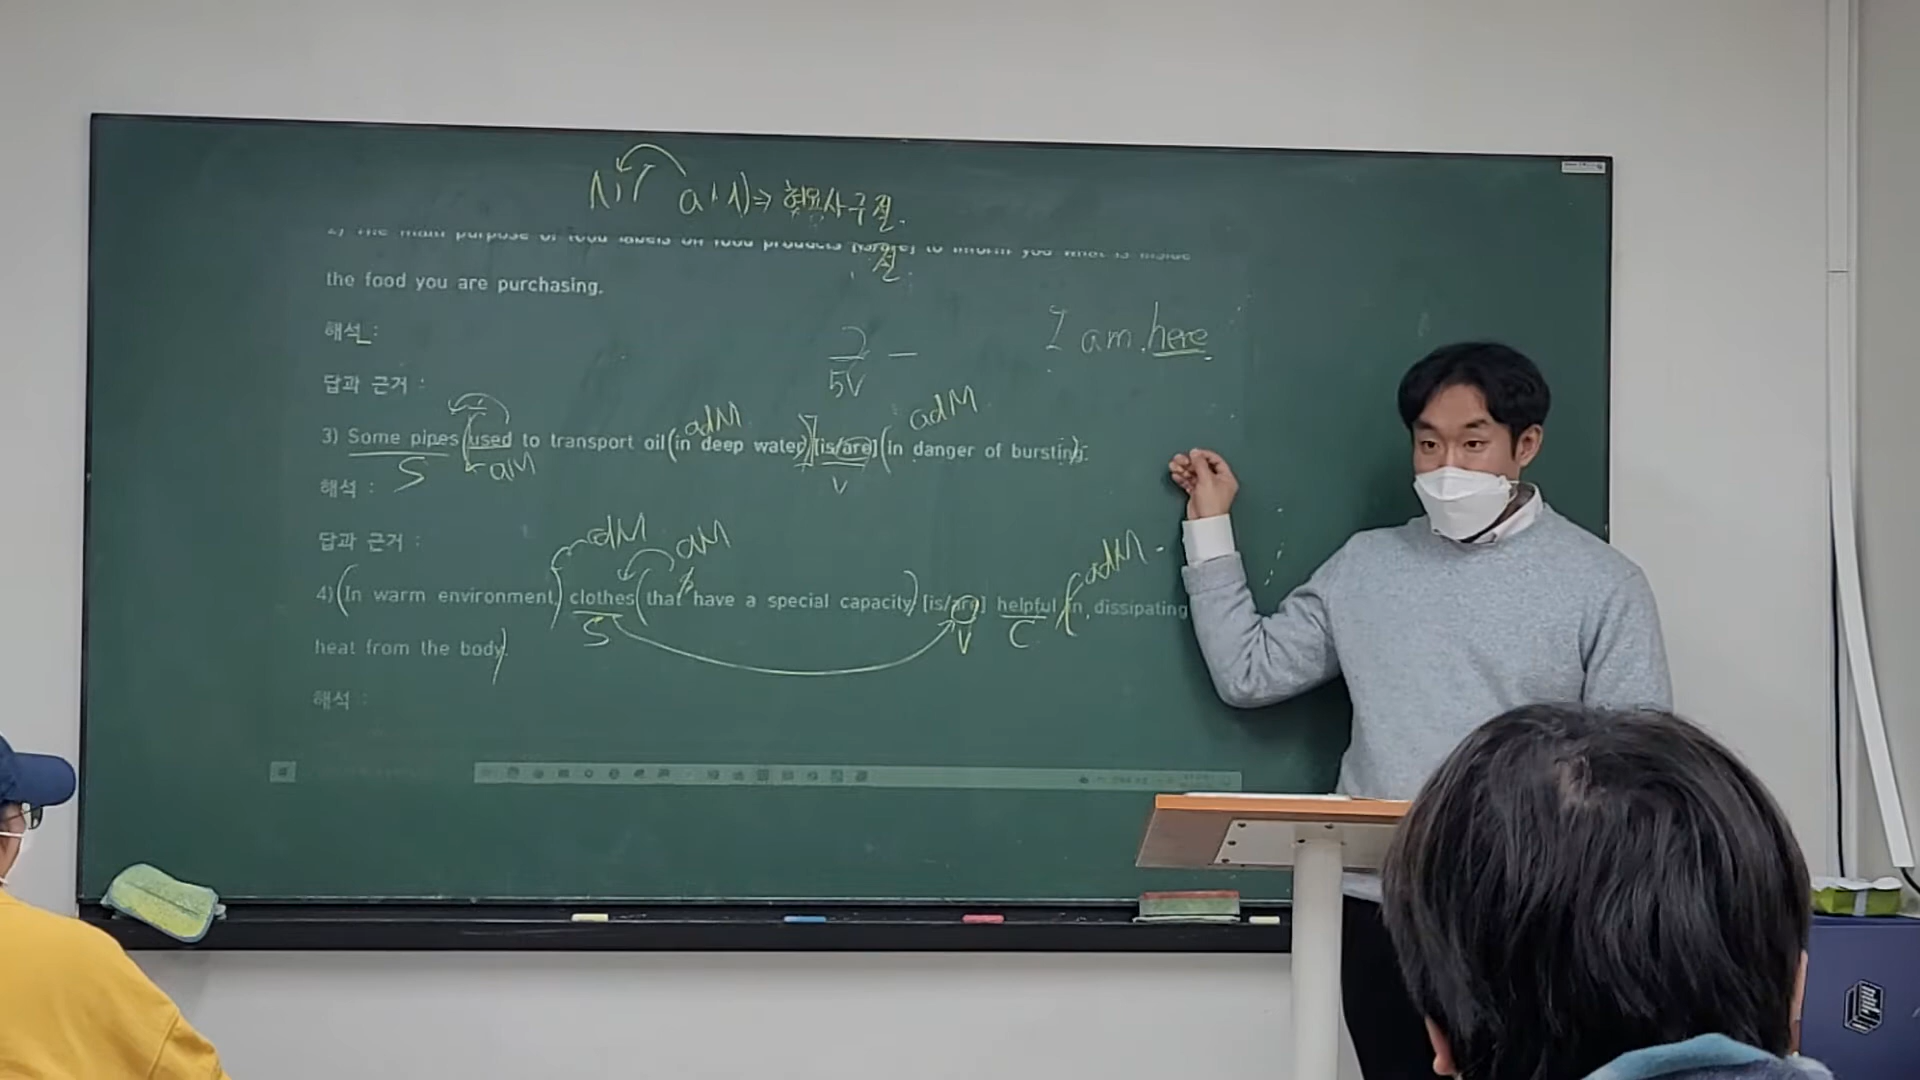 ⇒ 형용사구절.
2) The main purpose of food labels on food products to inform you what is inside
절
the food you are purchasing.
I am here
해석 :
5V
답과 근거 :
adM adM
3) Some pipes (used to transport oil (in deep water)) [is/are] (in danger of bursting).
S aM V
해석 :
adM aM adM
답과 근거 :
4) (In warm environment) clothes (that have a special capacity) [is/are] helpful (in dissipating
S V C
heat from the body).
해석 :